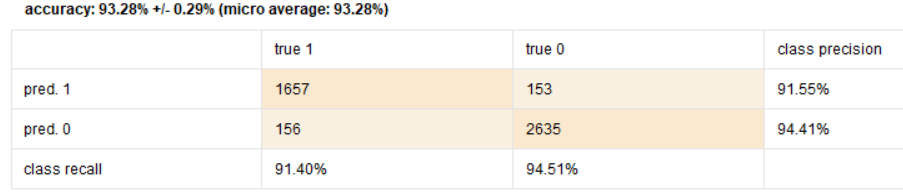 accuracy: 93.28% +/- 0.29% (micro average: 93.28%)
true 1 true 0 class precision
pred. 1 1657 153 91.55%
pred. 0 156 2635 94.41%
class recall 91.40% 94.51%